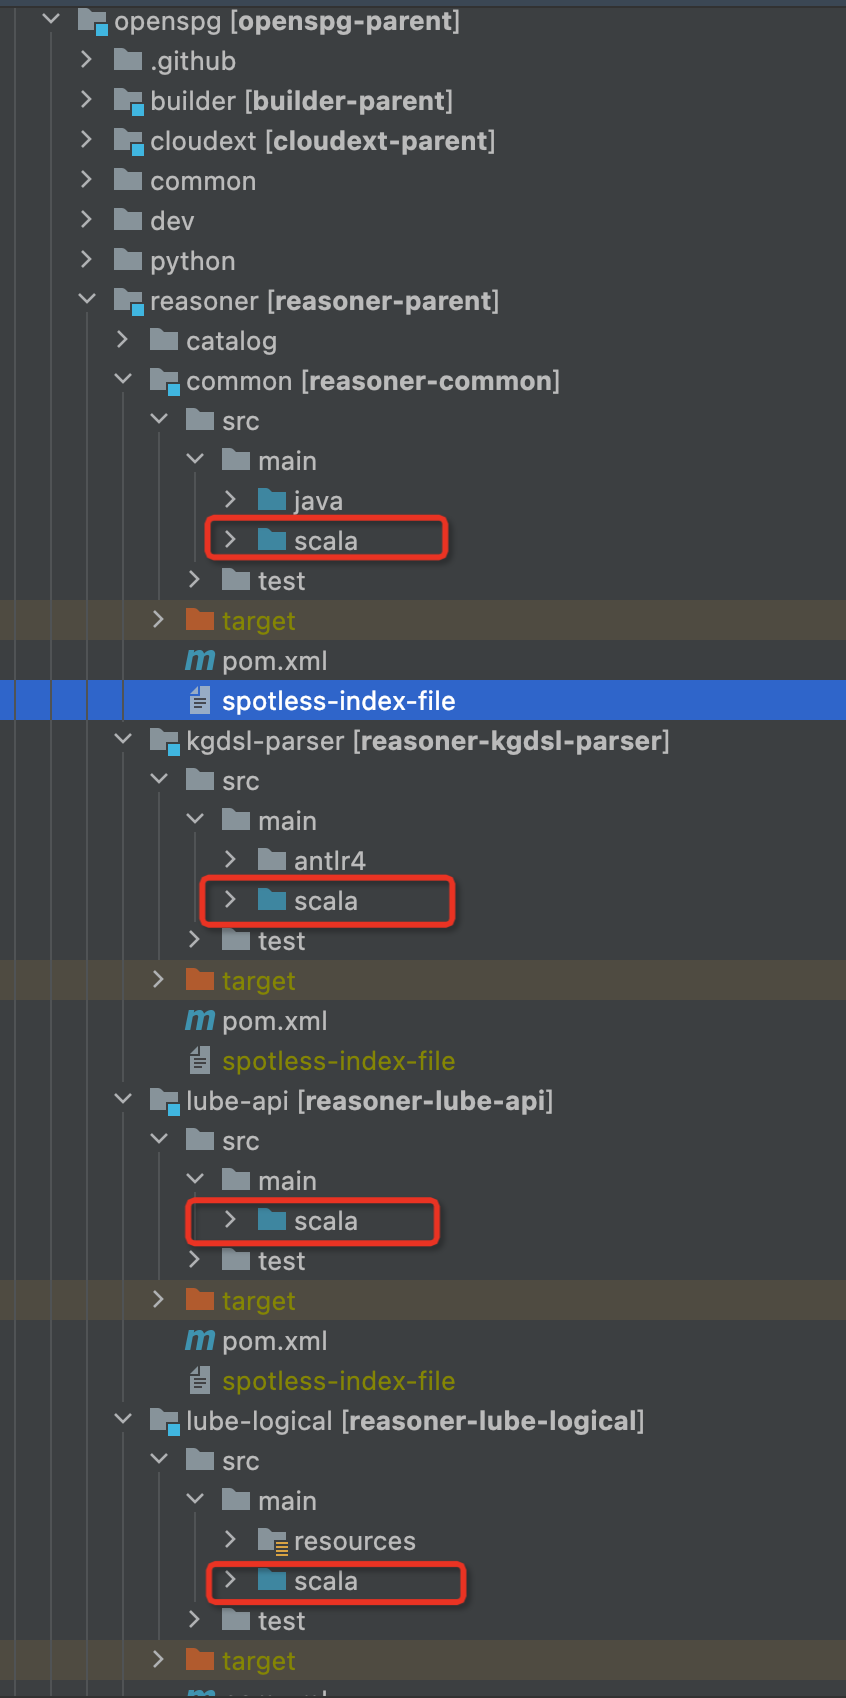 openspg [openspg-parent]
.github
builder [builder-parent]
cloudext [cloudext-parent]
common
dev
python
reasoner [reasoner-parent]
catalog
common [reasoner-common]
src
main
java
scala
test
target
m pom.xml
spotless-index-file
kgdsl-parser [reasoner-kgdsl-parser]
src
main
antlr4
scala
test
target
m pom.xml
spotless-index-file
lube-api [reasoner-lube-api]
src
main
scala
test
target
m pom.xml
spotless-index-file
lube-logical [reasoner-lube-logical]
src
main
resources
scala
test
target